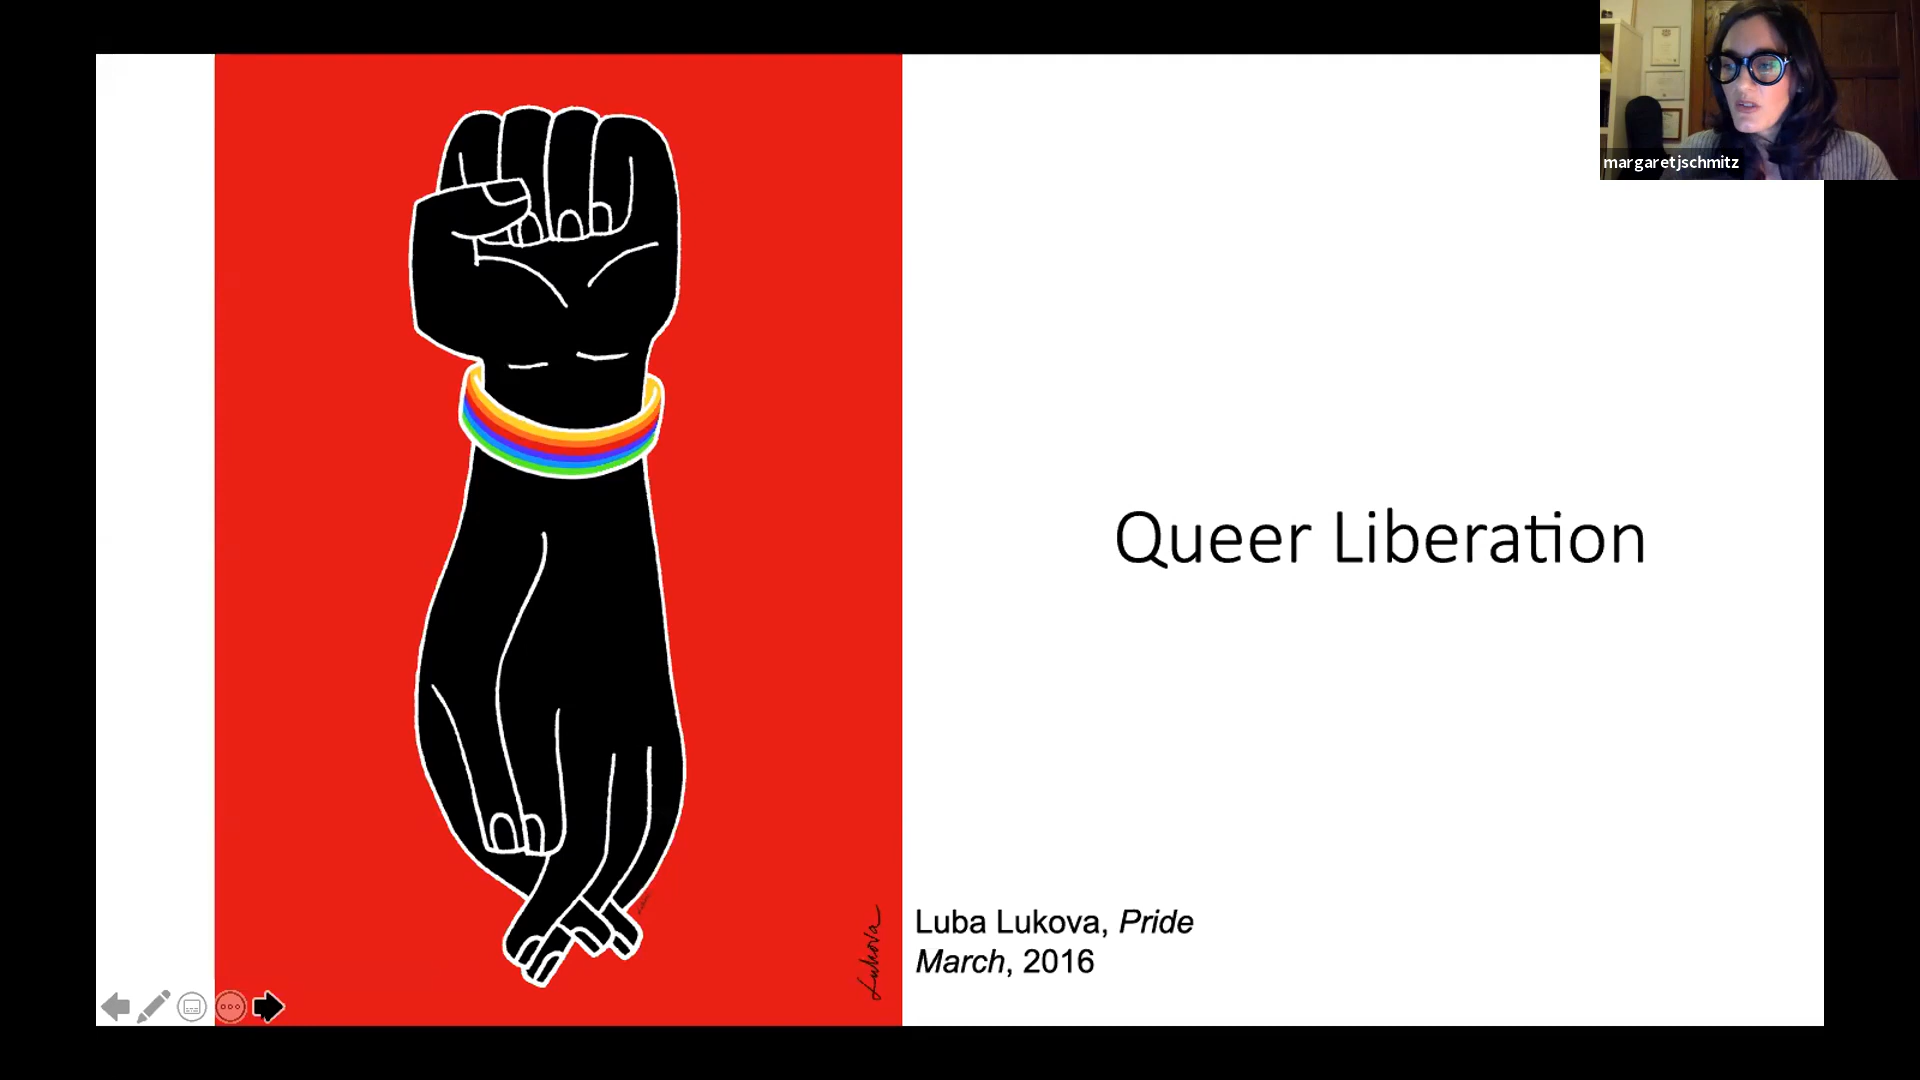 margaretjschmitz
Queer Liberation
Luba Lukova, Pride
March, 2016
Lukova